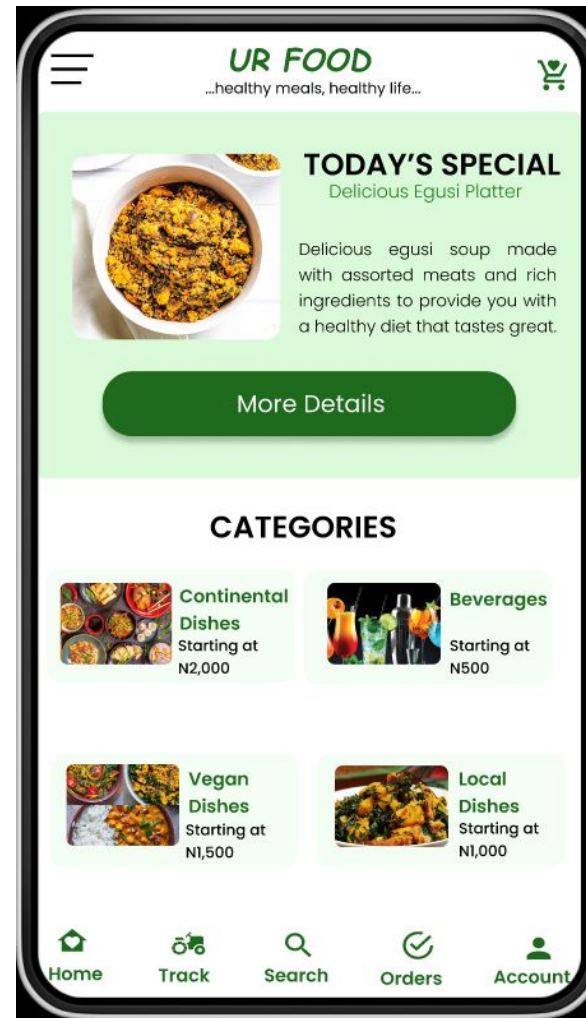 UR FOOD
...healthy meals, healthy life...
TODAY'S SPECIAL
Delicious Egusi Platter
Delicious egusi soup made
with assorted meats and rich
ingredients to provide you with
a healthy diet that tastes great.
More Details
CATEGORIES
Continental
Dishes
Starting at
N2,000
Beverages
Starting at
N500
Vegan
Dishes
Starting at
N1,500
Local
Dishes
Starting at
N1,000
Home
Track
Search
Orders
Account